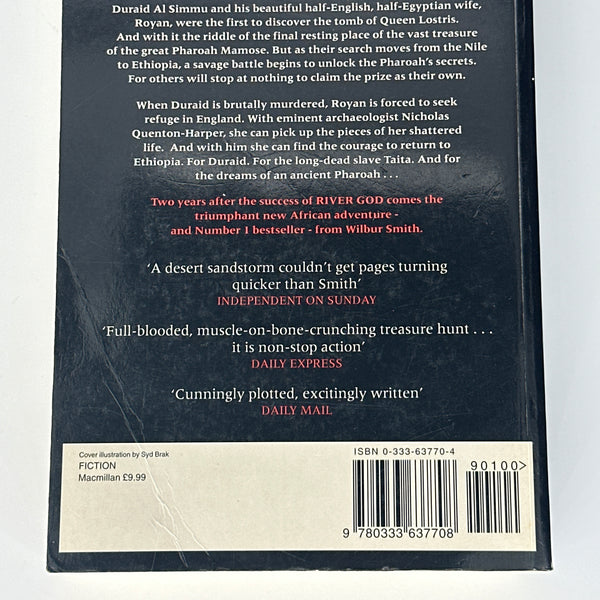 Duraid Al Simmu and his beautiful half-English, half-Egyptian wife,
Royan, were the first to discover the tomb of Queen Lostris.
And with it the riddle of the final resting place of the vast treasure
of the great Pharoah Mamose. But as their search moves from the Nile
to Ethiopia, a savage battle begins to unlock the Pharoah's secrets.
For others will stop at nothing to claim the prize as their own.
When Duraid is brutally murdered, Royan is forced to seek
refuge in England. With eminent archaeologist Nicholas
Quenton-Harper, she can pick up the pieces of her shattered
life. And with him she can find the courage to return to
Ethiopia. For Duraid. For the long-dead slave Taita. And for
the dreams of an ancient Pharoah . . .
Two years after the success of RIVER GOD comes the
triumphant new African adventure -
and Number 1 bestseller - from Wilbur Smith.
'A desert sandstorm couldn't get pages turning
quicker than Smith'
INDEPENDENT ON SUNDAY
'Full-blooded, muscle-on-bone-crunching treasure hunt . . .
it is non-stop action'
DAILY EXPRESS
'Cunningly plotted, excitingly written'
DAILY MAIL
Cover illustration by Syd Brak
FICTION
Macmillan £9.99
ISBN 0-333-63770-4
90100>
9 780333 637708